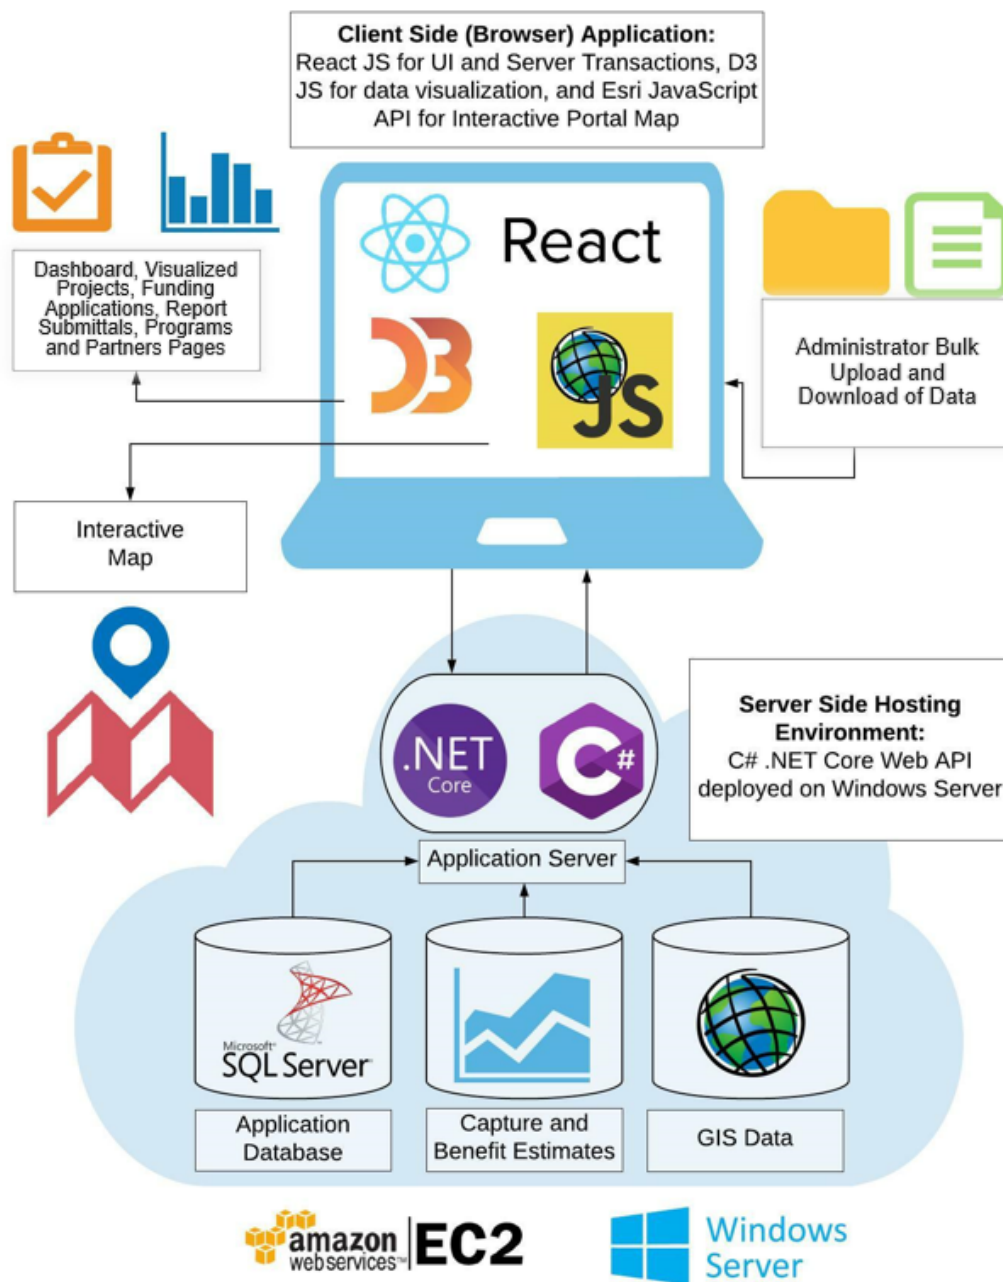 Client Side (Browser) Application:
React JS for UI and Server Transactions, D3
JS for data visualization, and Esri JavaScript
API for Interactive Portal Map
React
D3
JS
Dashboard, Visualized
Projects, Funding
Applications, Report
Submittals, Programs
and Partners Pages
Administrator Bulk
Upload and
Download of Data
Interactive
Map
Server Side Hosting
Environment:
C# .NET Core Web API
deployed on Windows Server
.NET
Core
C#
Application Server
Microsoft®
SQL Server®
Application
Database
Capture and
Benefit Estimates
GIS Data
amazon
webservices™
EC2
Windows
Server